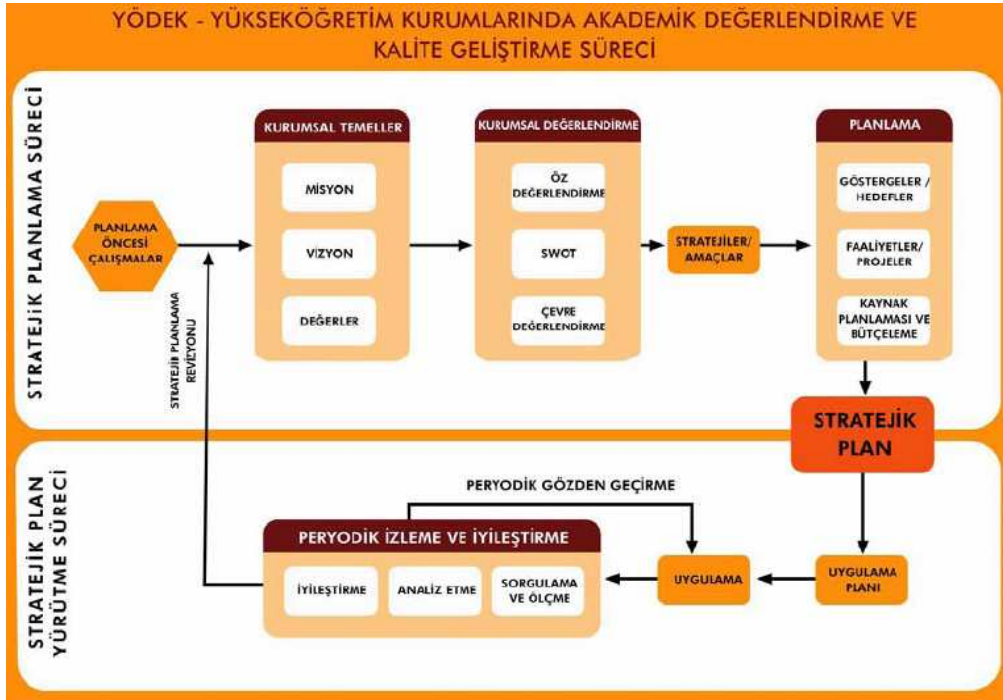 YÖDEK - YÜKSEKÖĞRETİM KURUMLARINDA AKADEMİK DEĞERLENDİRME VE
KALİTE GELİŞTİRME SÜRECİ
STRATEJİK PLANLAMA SÜRECİ
PLANLAMA
ÖNCESİ
ÇALIŞMALAR
STRATEJİK PLANLAMA
REVİZYONU
KURUMSAL TEMELLER
MİSYON
VİZYON
DEĞERLER
KURUMSAL DEĞERLENDİRME
ÖZ
DEĞERLENDİRME
SWOT
ÇEVRE
DEĞERLENDİRME
STRATEJİLER/
AMAÇLAR
PLANLAMA
GÖSTERGELER /
HEDEFLER
FAALİYETLER/
PROJELER
KAYNAK
PLANLAMASI VE
BÜTÇELEME
STRATEJİK
PLAN
STRATEJİK PLAN
YÜRÜTME SÜRECİ
PERYODİK GÖZDEN GEÇİRME
PERYODİK İZLEME VE İYİLEŞTİRME
İYİLEŞTİRME
ANALİZ ETME
SORGULAMA
VE ÖLÇME
UYGULAMA
UYGULAMA
PLANI